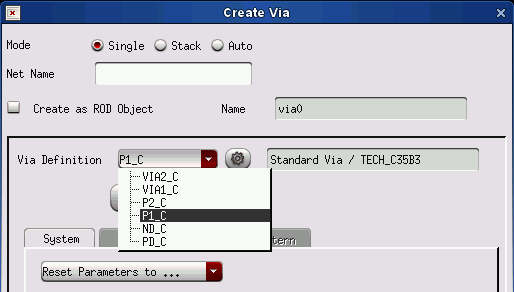 Create Via
Mode Single Stack Auto
Net Name
Create as ROD Object Name via0
Via Definition P1_C Standard Via / TECH_C35B3
VIA2_C
VIA1_C
P2_C
P1_C
ND_C
PD_C
System tern
Reset Parameters to ...